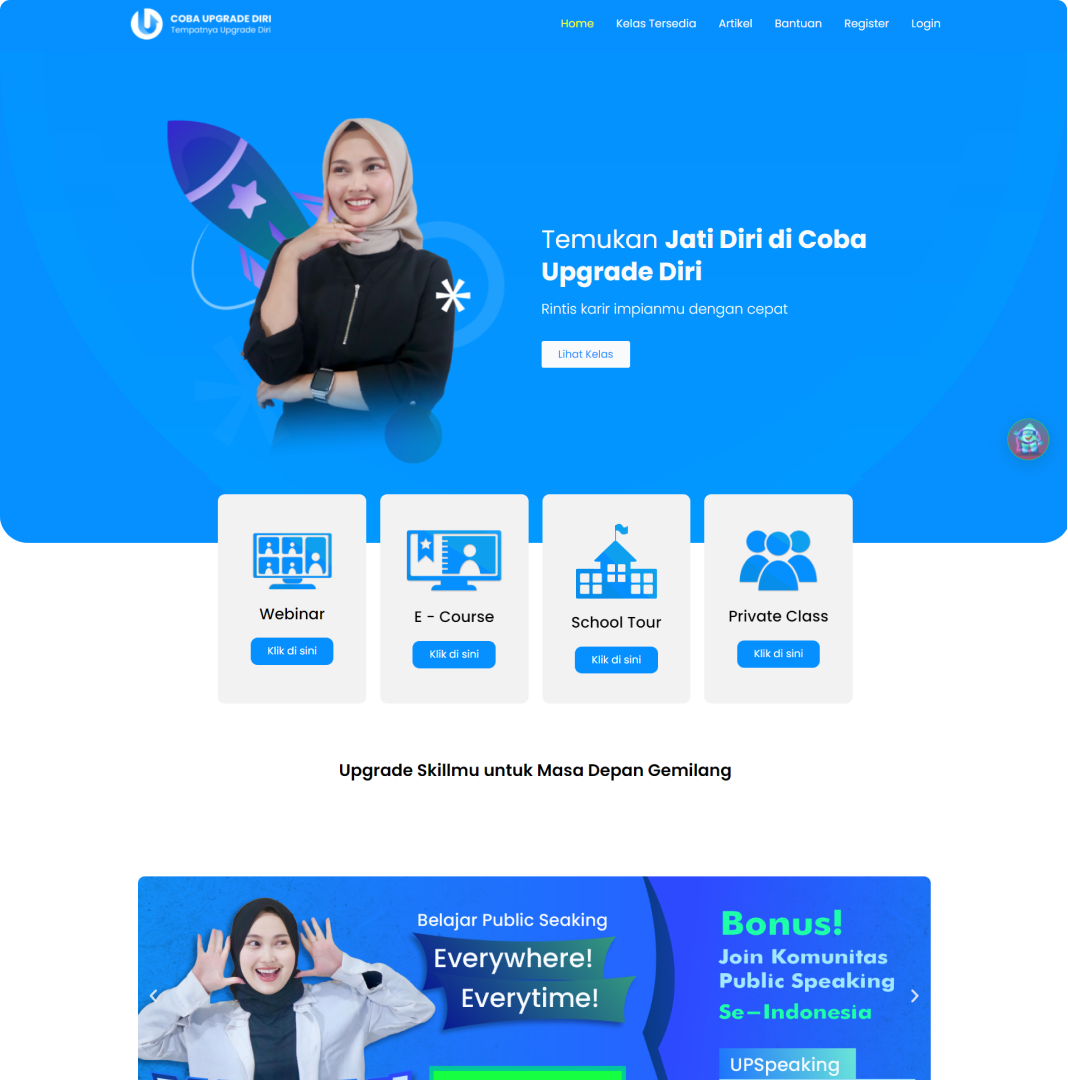 COBA UPGRADE DIRI
Tempatnya Upgrade Diri
Home Kelas Tersedia Artikel Bantuan Register Login
Temukan Jati Diri di Coba
Upgrade Diri
Rintis karir impianmu dengan cepat
Lihat Kelas
Webinar
Klik di sini
E - Course
Klik di sini
School Tour
Klik di sini
Private Class
Klik di sini
Upgrade Skillmu untuk Masa Depan Gemilang
Belajar Public Seaking
Everywhere!
Everytime!
Bonus!
Join Komunitas
Public Speaking
Se-Indonesia
UPSpeaking